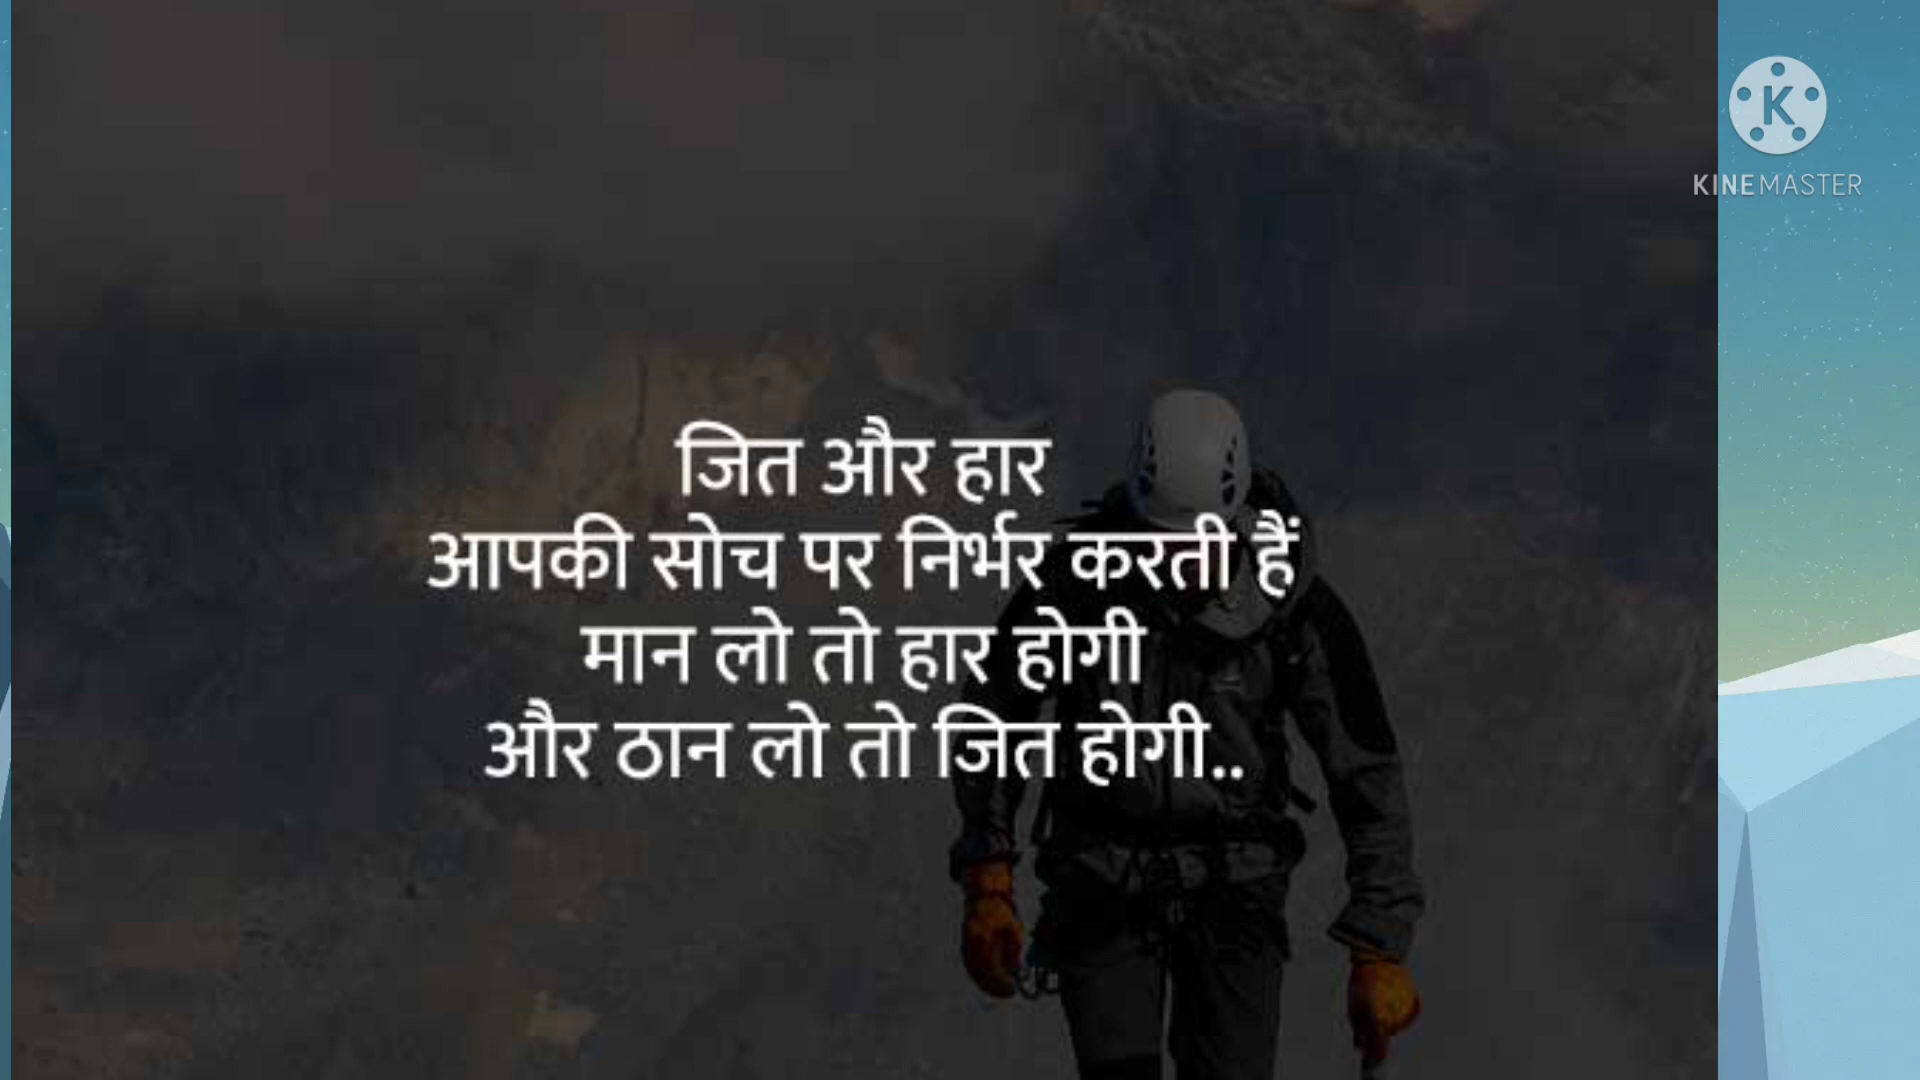 जित और हार
आपकी सोच पर निर्भर करती हैं
मान लो तो हार होगी
और ठान लो तो जित होगी..
K
KINEMASTER